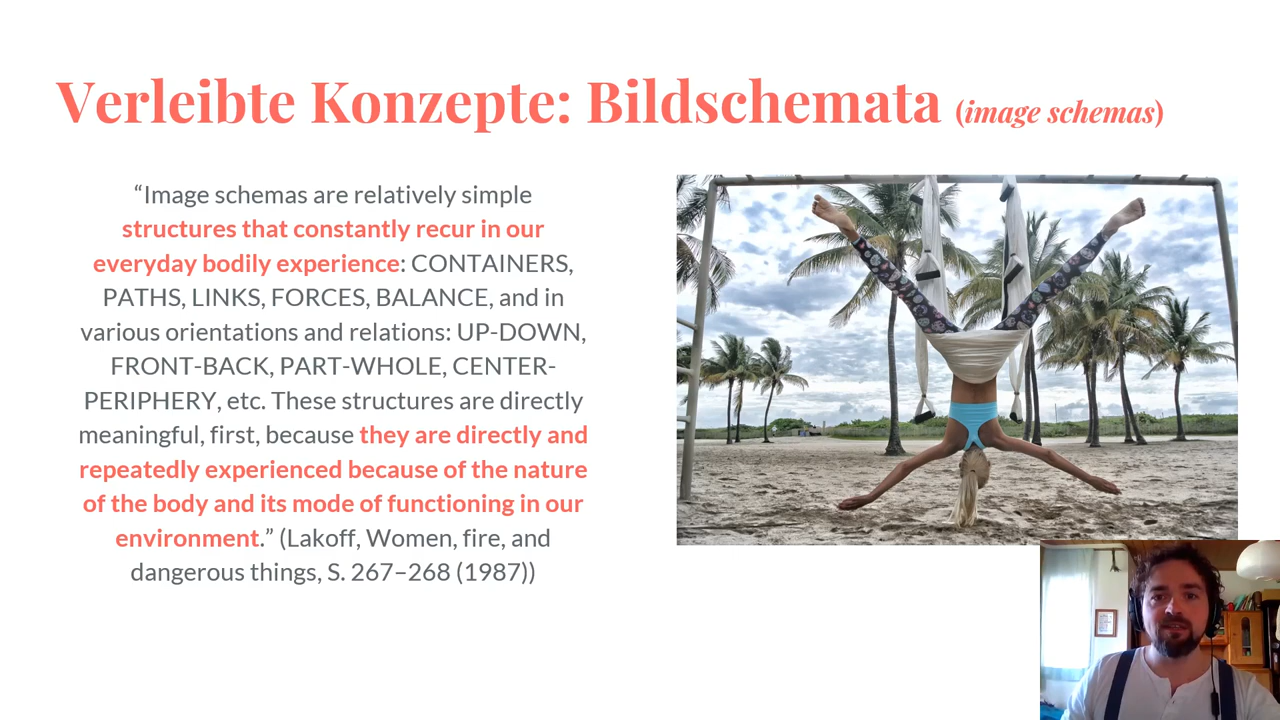 Verleibte Konzepte: Bildschemata (image schemas)
“Image schemas are relatively simple
structures that constantly recur in our
everyday bodily experience: CONTAINERS,
PATHS, LINKS, FORCES, BALANCE, and in
various orientations and relations: UP-DOWN,
FRONT-BACK, PART-WHOLE, CENTER-
PERIPHERY, etc. These structures are directly
meaningful, first, because they are directly and
repeatedly experienced because of the nature
of the body and its mode of functioning in our
environment.” (Lakoff, Women, fire, and
dangerous things, S. 267–268 (1987))